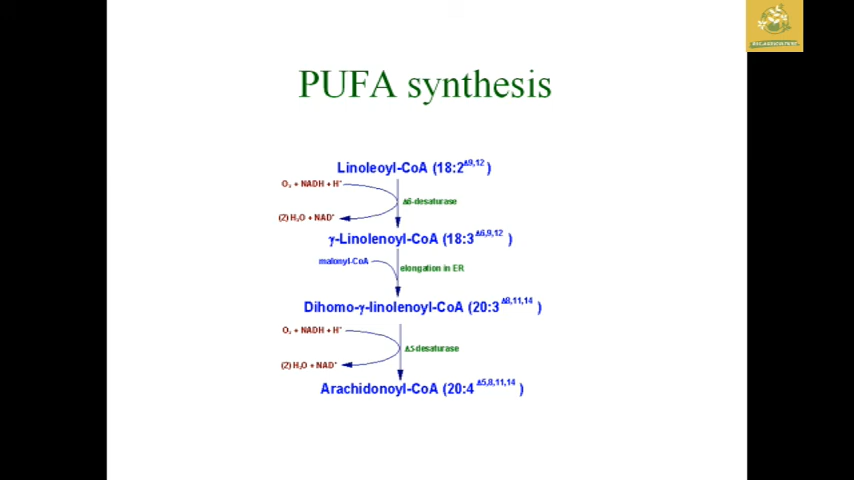 PUFA synthesis
Linoleoyl-CoA (18:2Δ9,12 )
O₂ + NADH + H⁺
Δ6-desaturase
(2) H₂O + NAD⁺
γ-Linolenoyl-CoA (18:3Δ6,9,12 )
malonyl-CoA
elongation in ER
Dihomo-γ-linolenoyl-CoA (20:3Δ8,11,14 )
O₂ + NADH + H⁺
Δ5-desaturase
(2) H₂O + NAD⁺
Arachidonoyl-CoA (20:4Δ5,8,11,14 )